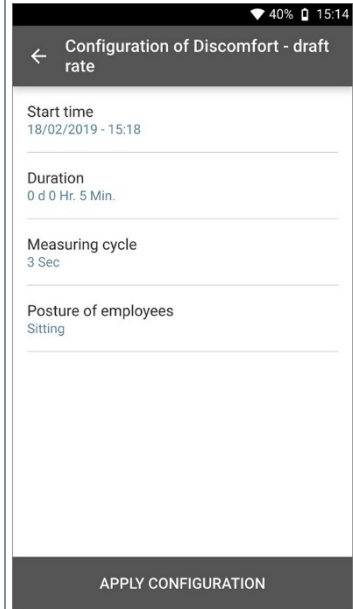 40% 15:14
Configuration of Discomfort - draft
rate
Start time
18/02/2019 - 15:18
Duration
0 d 0 Hr. 5 Min.
Measuring cycle
3 Sec
Posture of employees
Sitting
APPLY CONFIGURATION